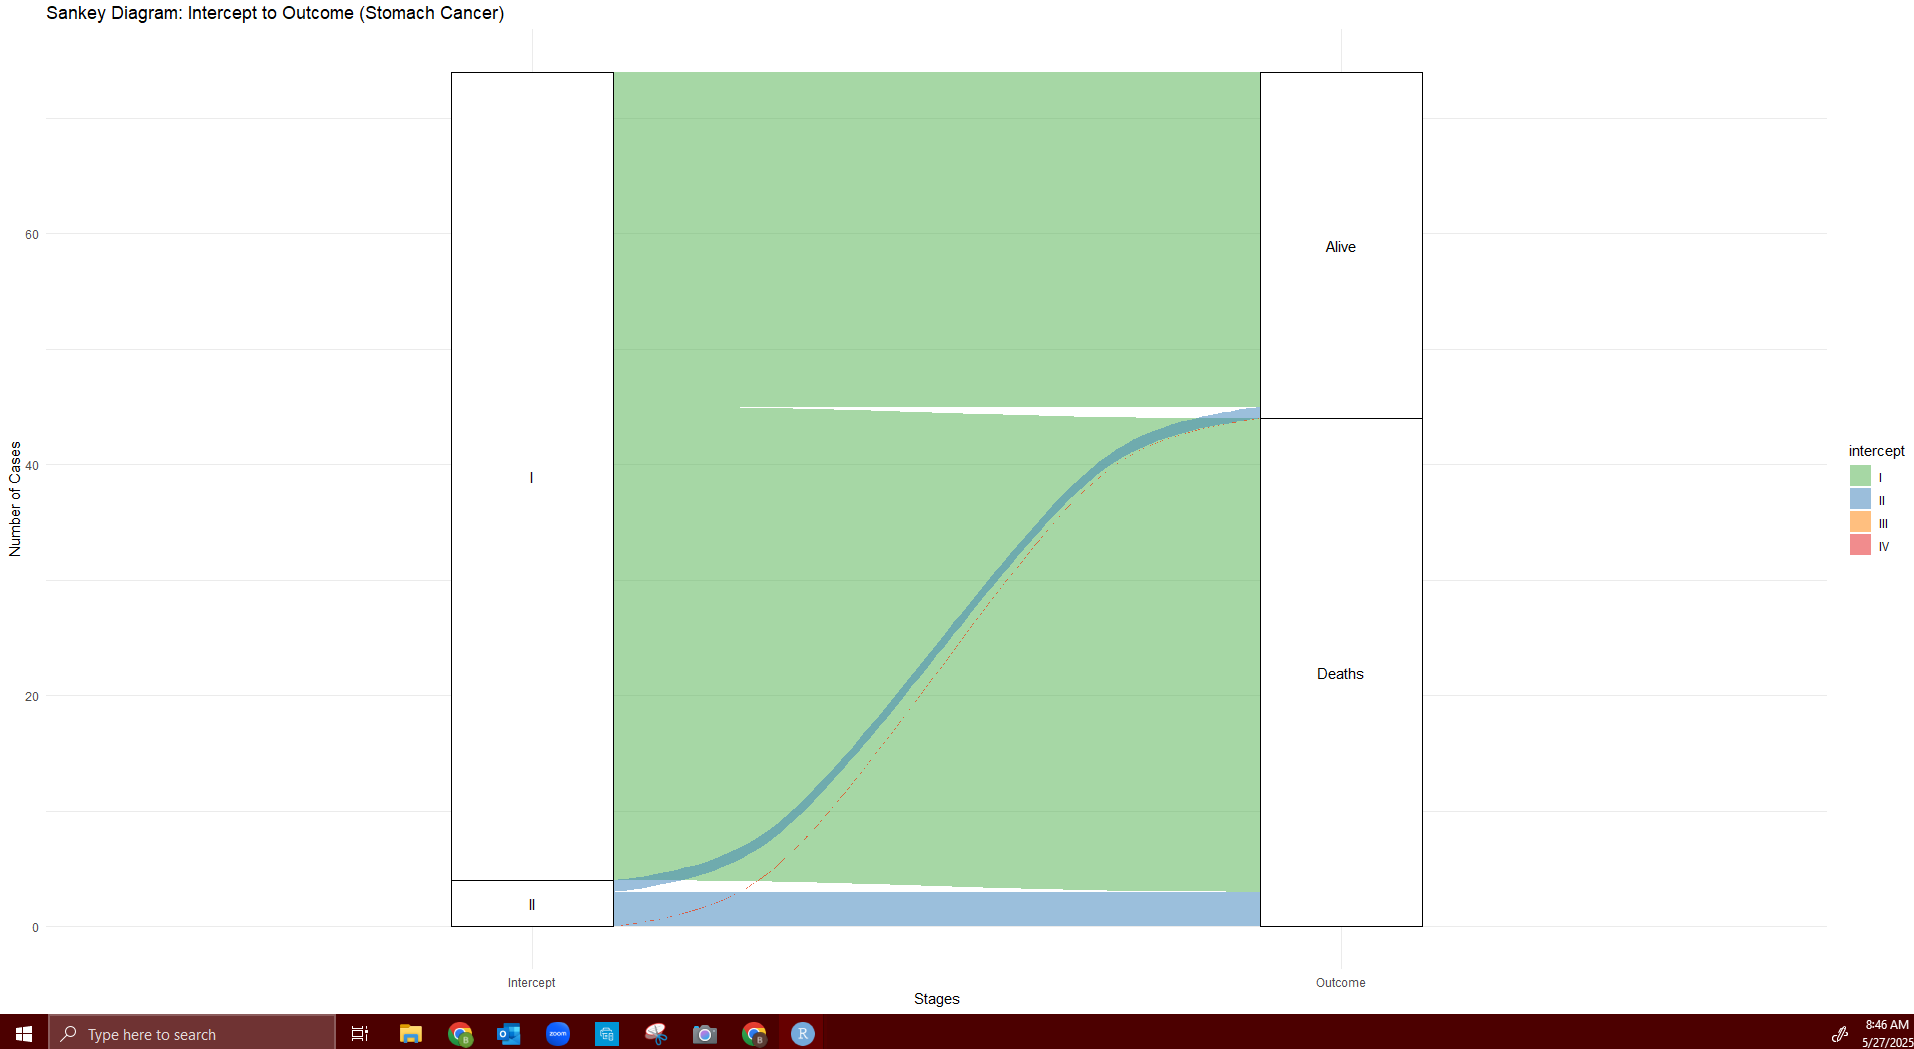 Sankey Diagram: Intercept to Outcome (Stomach Cancer)
Number of Cases
60
40
20
0
I
II
Alive
Deaths
intercept
I
II
III
IV
Intercept
Outcome
Stages
Type here to search
zoom
R
8:46 AM
5/27/2025